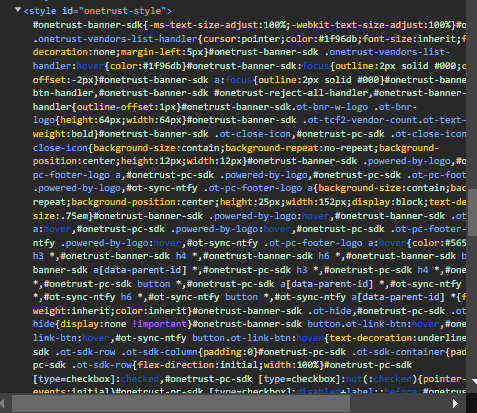 <style id="onetrust-style">
#onetrust-banner-sdk{-ms-text-size-adjust:100%;-webkit-text-size-adjust:100%}#o
.onetrust-vendors-list-handler{cursor:pointer;color:#1f96db;font-size:inherit;f
decoration:none;margin-left:5px}#onetrust-banner-sdk .onetrust-vendors-list-
handler:hover{color:#1f96db}#onetrust-banner-sdk:focus{outline:2px solid #000;c
offset:-2px}#onetrust-banner-sdk a:focus{outline:2px solid #000}#onetrust-banne
btn-handler,#onetrust-banner-sdk #onetrust-reject-all-handler,#onetrust-banner-
handler{outline-offset:1px}#onetrust-banner-sdk.ot-bnr-w-logo .ot-bnr-
logo{height:64px;width:64px}#onetrust-banner-sdk .ot-tcf2-vendor-count.ot-text-
weight:bold}#onetrust-banner-sdk .ot-close-icon,#onetrust-pc-sdk .ot-close-icon
close-icon{background-size:contain;background-repeat:no-repeat;background-
position:center;height:12px;width:12px}#onetrust-banner-sdk .powered-by-logo,#o
pc-footer-logo a,#onetrust-pc-sdk .powered-by-logo,#onetrust-pc-sdk .ot-pc-foot
.powered-by-logo,#ot-sync-ntfy .ot-pc-footer-logo a{background-size:contain;bac
repeat;background-position:center;height:25px;width:152px;display:block;text-de
size:.75em}#onetrust-banner-sdk .powered-by-logo:hover,#onetrust-banner-sdk .ot
a:hover,#onetrust-pc-sdk .powered-by-logo:hover,#onetrust-pc-sdk .ot-pc-footer-
ntfy .powered-by-logo:hover,#ot-sync-ntfy .ot-pc-footer-logo a:hover{color:#565
h3 *,#onetrust-banner-sdk h4 *,#onetrust-banner-sdk h6 *,#onetrust-banner-sdk b
banner-sdk a[data-parent-id] *,#onetrust-pc-sdk h3 *,#onetrust-pc-sdk h4 *,#one
*,#onetrust-pc-sdk button *,#onetrust-pc-sdk a[data-parent-id] *,#ot-sync-ntfy
*,#ot-sync-ntfy h6 *,#ot-sync-ntfy button *,#ot-sync-ntfy a[data-parent-id] *{f
weight:inherit;color:inherit}#onetrust-banner-sdk .ot-hide,#onetrust-pc-sdk .ot
hide{display:none !important}#onetrust-banner-sdk button.ot-link-btn:hover,#one
link-btn:hover,#ot-sync-ntfy button.ot-link-btn:hover{text-decoration:underline
sdk .ot-sdk-row .ot-sdk-column{padding:0}#onetrust-pc-sdk .ot-sdk-container{pad
pc-sdk .ot-sdk-row{flex-direction:initial;width:100%}#onetrust-pc-sdk
[type=checkbox]:checked,#onetrust-pc-sdk [type=checkbox]:not(:checked){pointer-
events:initial}#onetrust-pc-sdk [type=checkbox]:disabled+label::before,#onetrus